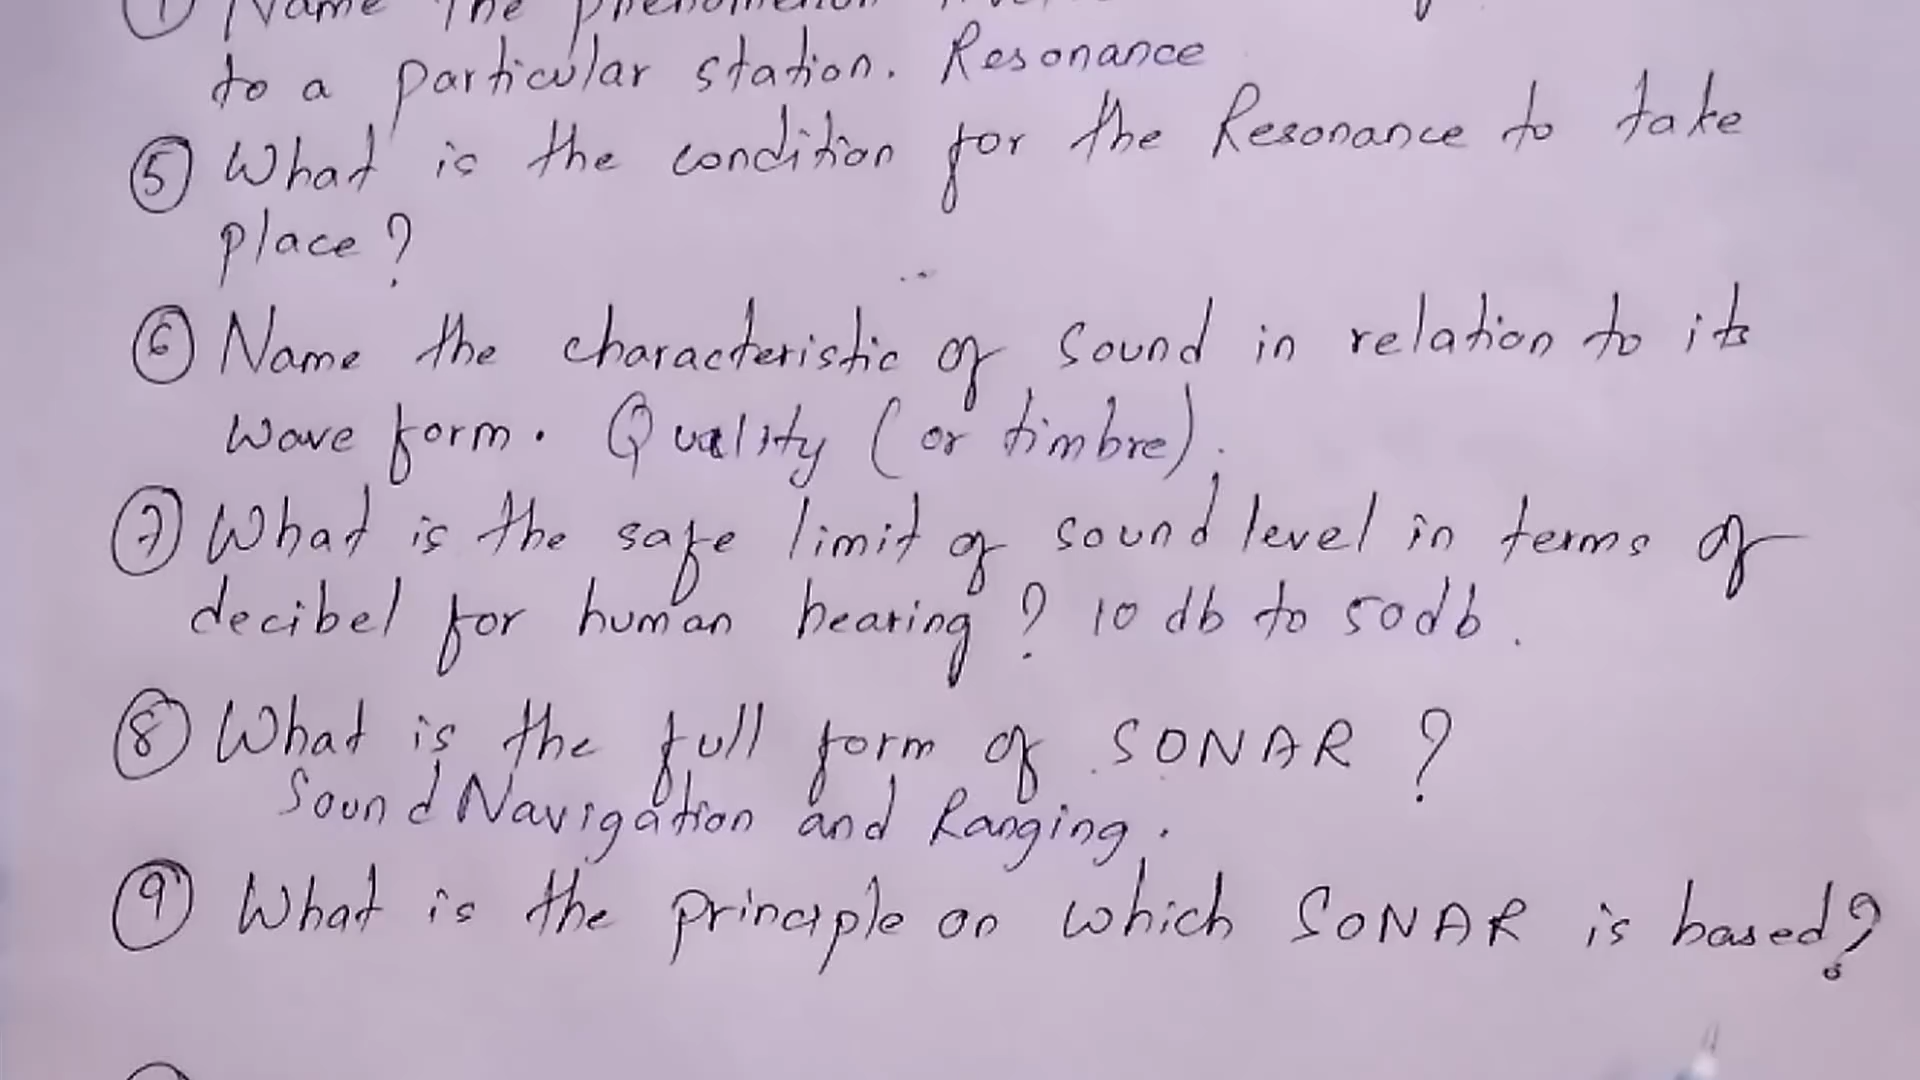 Name the phenomenon
to a particular station. Resonance
⑤ What is the condition for the Resonance to take
place?
⑥ Name the characteristic of sound in relation to its
wave form. Quality (or timbre).
⑦ What is the safe limit of sound level in terms of
decibel for human hearing? 10 db to 50db.
⑧ What is the full form of SONAR?
Sound Navigation and Ranging.
⑨ What is the principle on which SONAR is based?